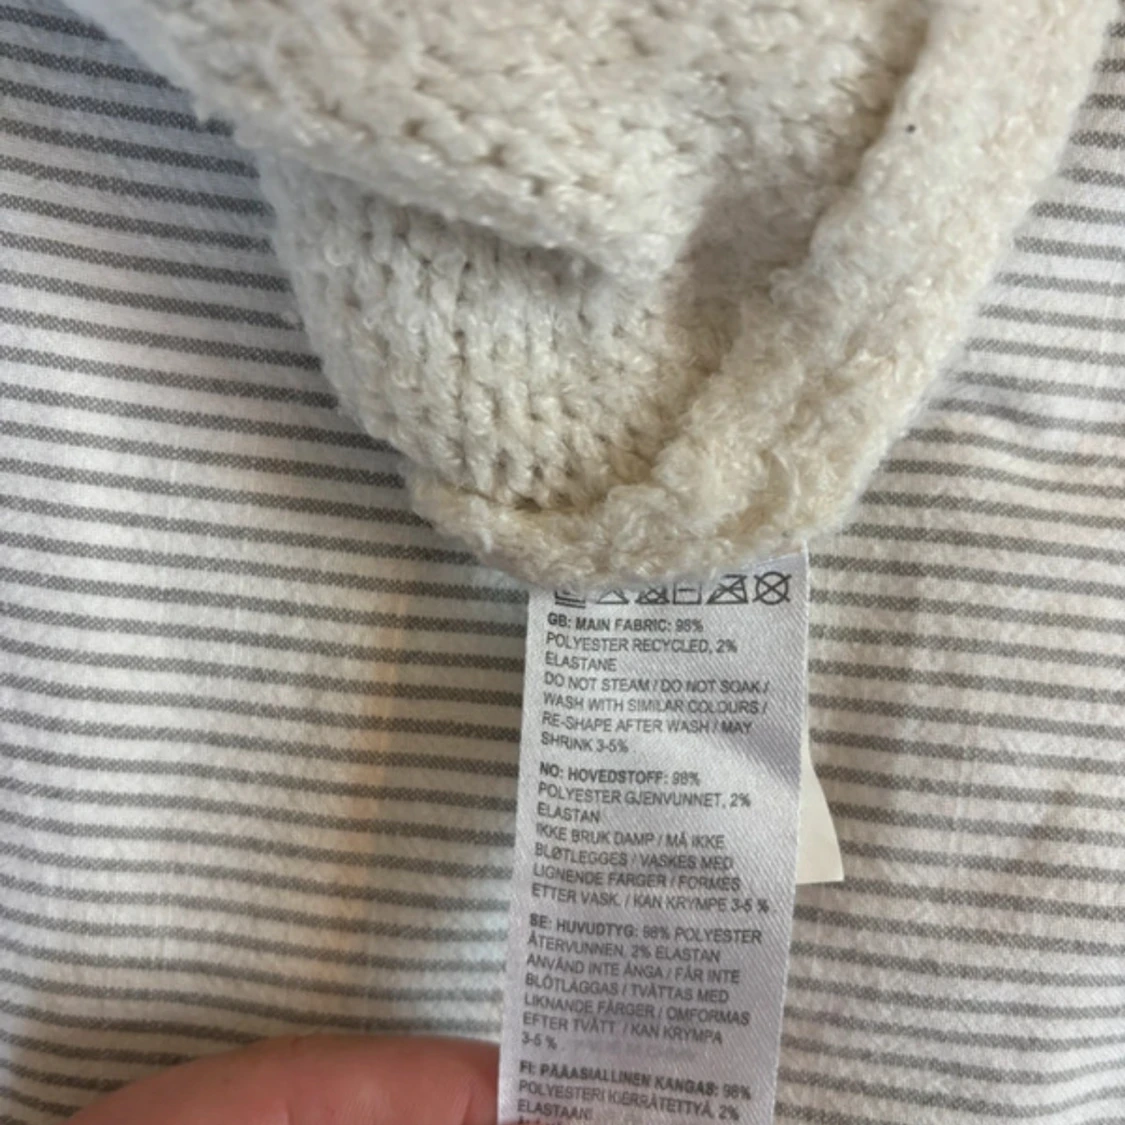 GB: MAIN FABRIC: 98%
POLYESTER RECYCLED, 2%
ELASTANE
DO NOT STEAM / DO NOT SOAK /
WASH WITH SIMILAR COLOURS /
RE-SHAPE AFTER WASH / MAY
SHRINK 3-5%
NO: HOVEDSTOFF: 98%
POLYESTER GJENVUNNET, 2%
ELASTAN
IKKE BRUK DAMP / MÅ IKKE
BLØTLEGGES / VASKES MED
LIGNENDE FARGER / FORMES
ETTER VASK. / KAN KRYMPE 3-5 % .
SE: HUVUDTYG: 98% POLYESTER
ÅTERVUNNEN, 2% ELASTAN
ANVÄND INTE ÅNGA / FÅR INTE
BLÖTLÄGGAS / TVÄTTAS MED
LIKNANDE FÄRGER / OMFORMAS
EFTER TVÄTT / KAN KRYMPA
3-5 % .
FI: PÄÄASIALLINEN KANGAS: 98%
POLYESTERI KIERRÄTETTYÄ, 2%
ELASTAANI